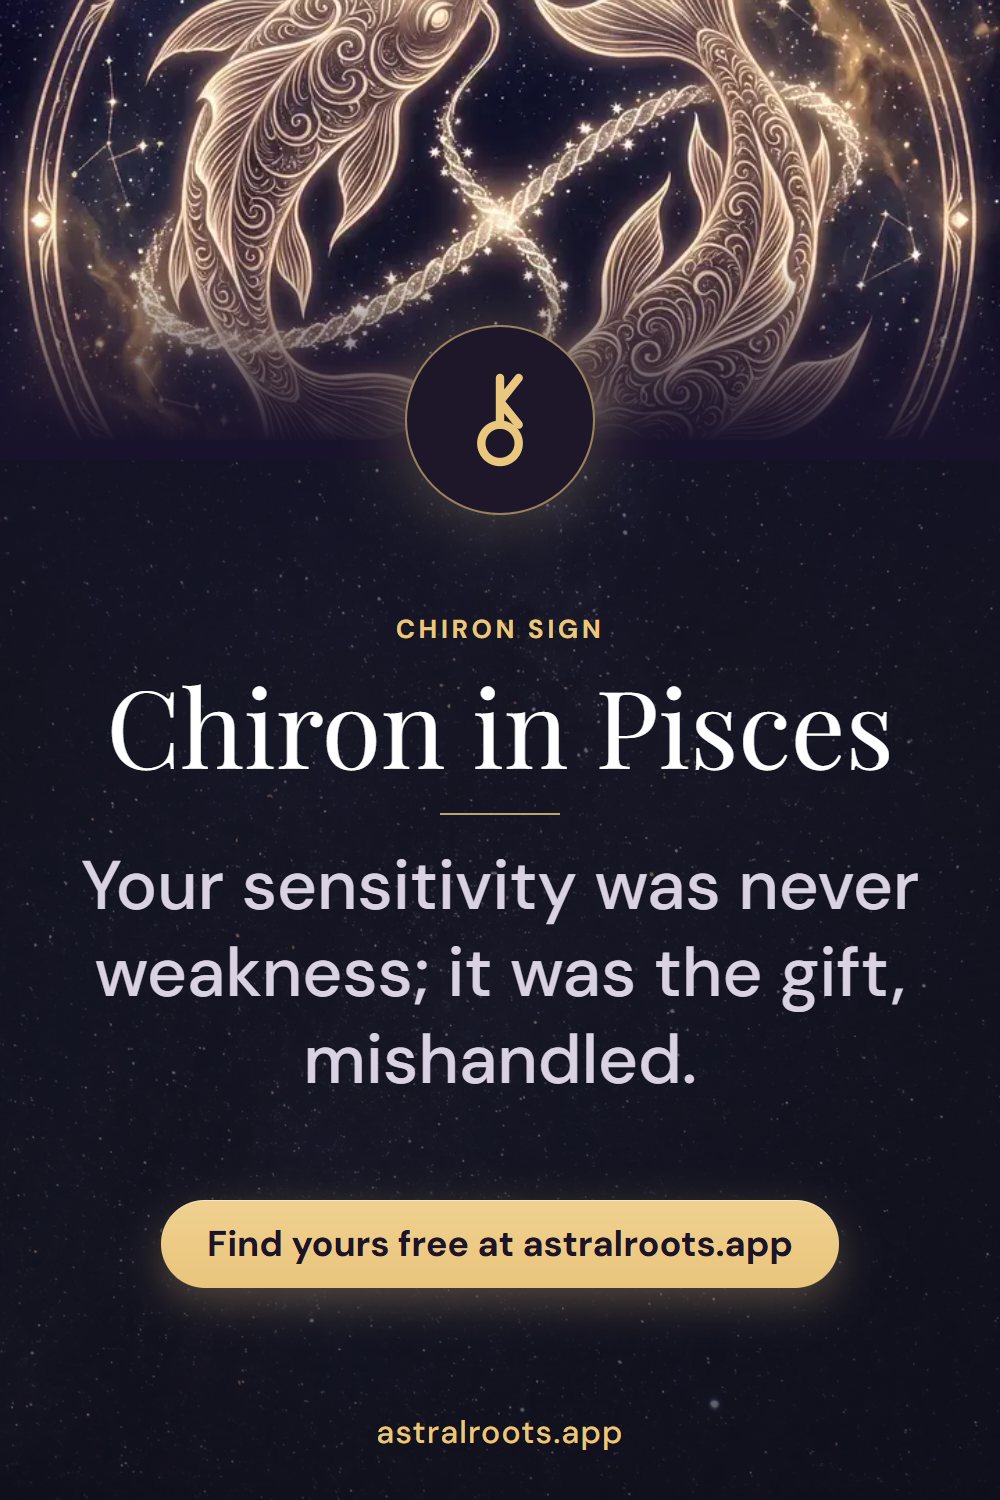 CHIRON SIGN
Chiron in Pisces
Your sensitivity was never
weakness; it was the gift,
mishandled.
Find yours free at astralroots.app
astralroots.app